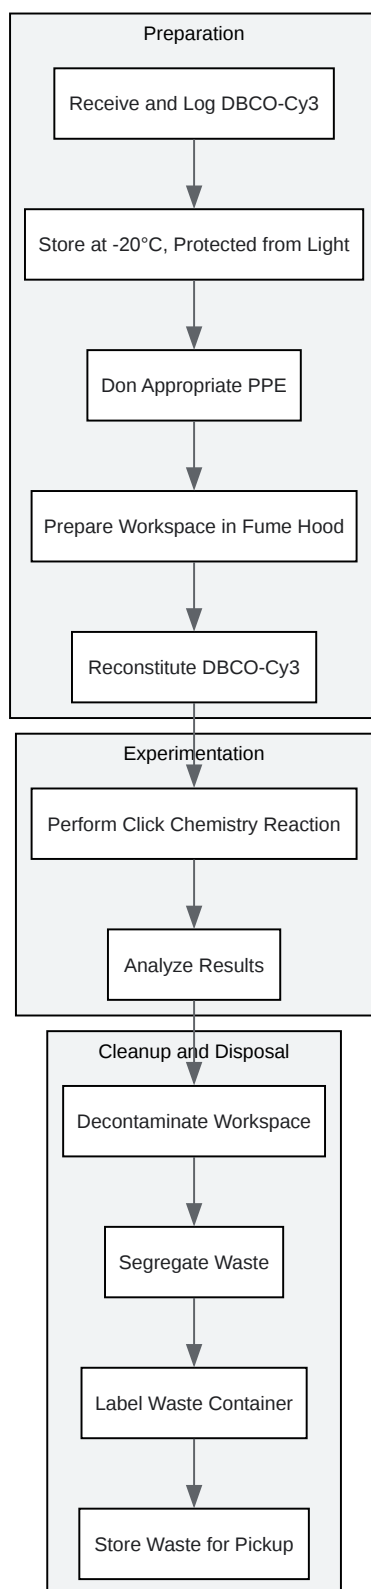 Preparation
Receive and Log DBCO-Cy3
Store at -20°C, Protected from Light
Don Appropriate PPE
Prepare Workspace in Fume Hood
Reconstitute DBCO-Cy3
Experimentation
Perform Click Chemistry Reaction
Analyze Results
Cleanup and Disposal
Decontaminate Workspace
Segregate Waste
Label Waste Container
Store Waste for Pickup